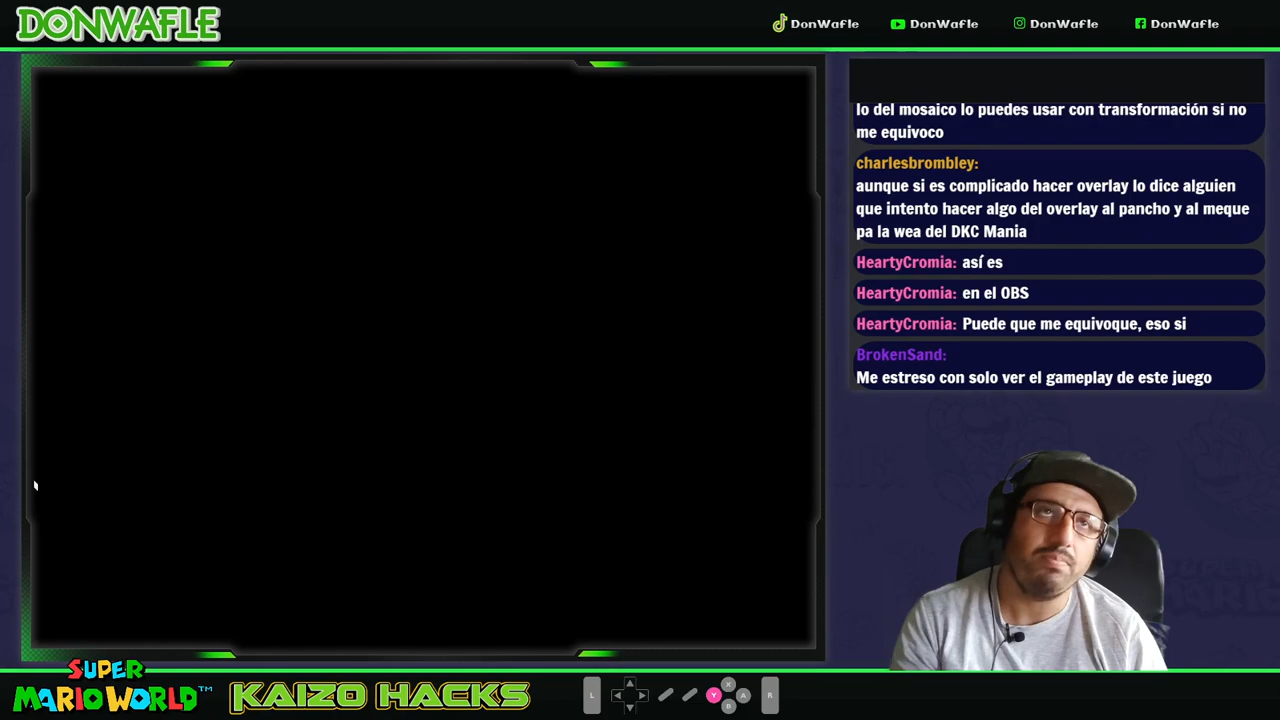 DONWAFLE
DonWafle
DonWafle
DonWafle
DonWafle
lo del mosaico lo puedes usar con transformación si no
me equivoco
charlesbrombley:
aunque si es complicado hacer overlay lo dice alguien
que intento hacer algo del overlay al pancho y al meque
pa la wea del DKC Mania
HeartyCromia: así es
HeartyCromia: en el OBS
HeartyCromia: Puede que me equivoque, eso si
BrokenSand:
Me estreso con solo ver el gameplay de este juego
SUPER
MARIO WORLD™
KAIZO HACKS
L
X
Y
A
B
R